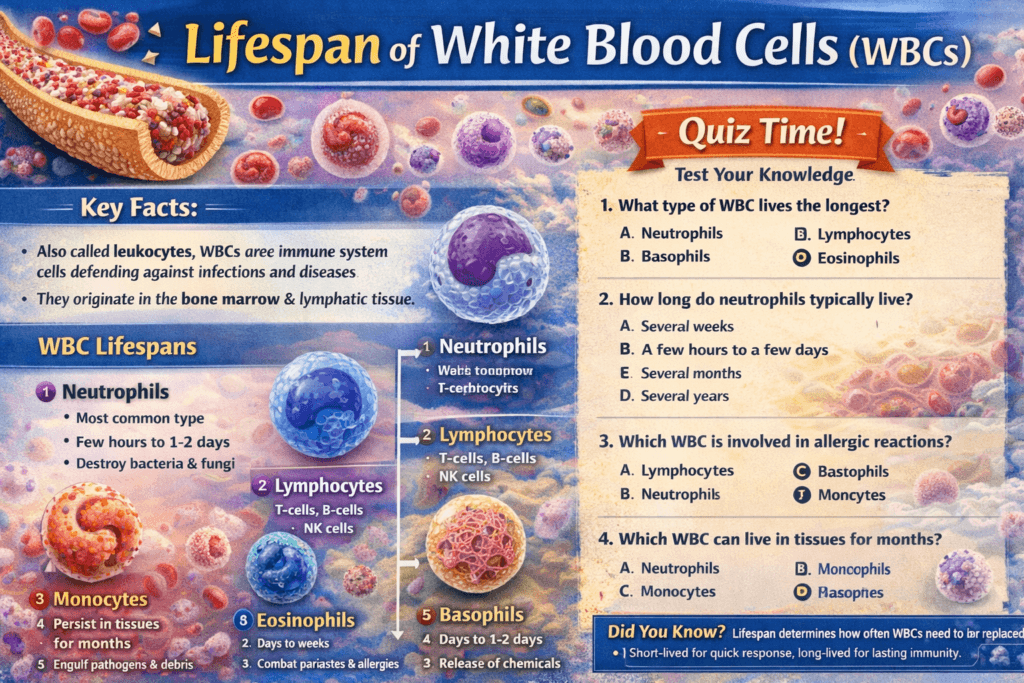 Lifespan of White Blood Cells (WBCs)
Key Facts:
• Also called leukocytes, WBCs aree immune system
cells defending against infections and diseases.
• They originate in the bone marrow & lymphatic tissue.
WBC Lifespans
1 Neutrophils
• Most common type
• Few hours to 1-2 days
• Destroy bacteria & fungi
2 Lymphocytes
T-cells, B-cells
· NK cells
1 Neutrophils
2 Lymphocytes
• T-cells, B-cells
• NK cells
3 Monocytes
4 Persist in tissues
for months
5 Engulf pathogens & debris
8 Eosinophils
2. Days to weeks
3. Combat pariastes & allergies
5 Basophils
4 Days to 1-2 days
3 Release of chemicals
Quiz Time!
Test Your Knowledge.
1. What type of WBC lives the longest?
A. Neutrophils
B. Lymphocytes
B. Basophils
Eosinophils
2. How long do neutrophils typically live?
A. Several weeks
B. A few hours to a few days
E. Several months
D. Several years
3. Which WBC is involved in allergic reactions?
A. Lymphocytes
C Bastophils
B. Neutrophils
Moncytes
4. Which WBC can live in tissues for months?
A. Neutrophils
B. Moncophils
C. Monocytes
Did You Know? Lifespan determines how often WBCs need to replaced
• Short-lived for quick response, long-lived for lasting immunity.